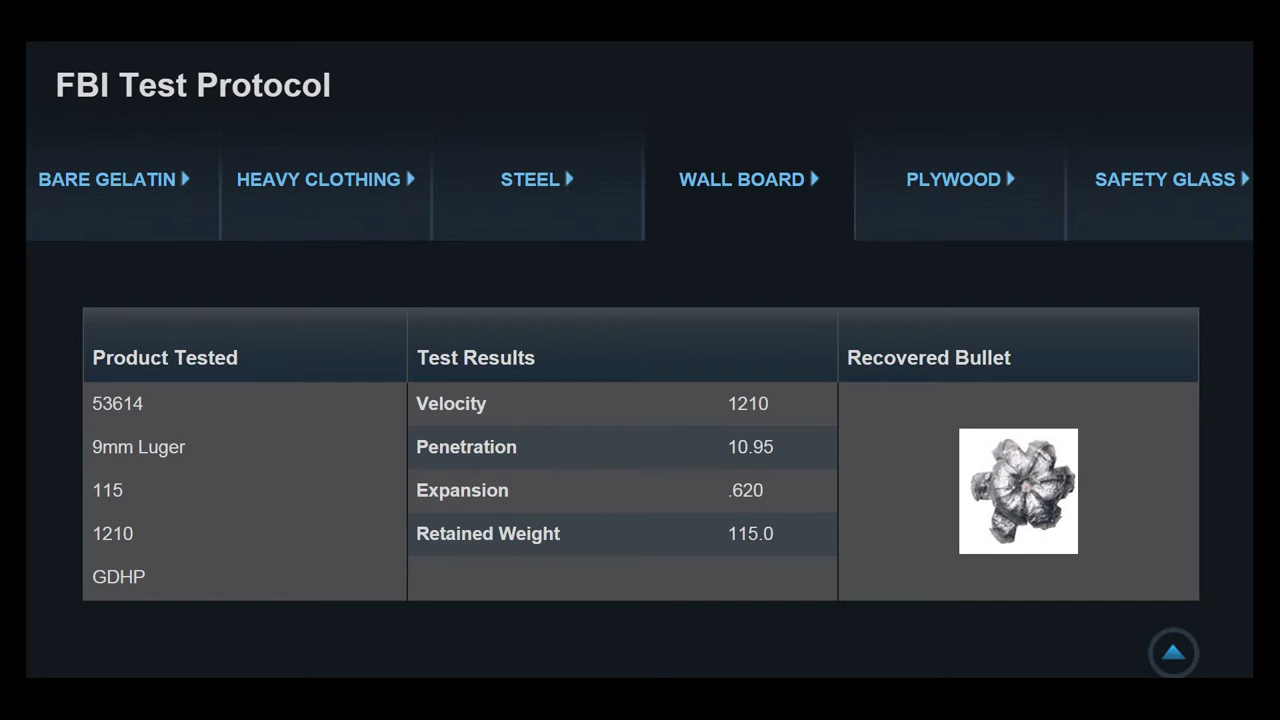 FBI Test Protocol
BARE GELATIN HEAVY CLOTHING STEEL WALL BOARD PLYWOOD SAFETY GLASS
Product Tested Test Results Recovered Bullet
53614 Velocity 1210
9mm Luger Penetration 10.95
115 Expansion .620
1210 Retained Weight 115.0
GDHP